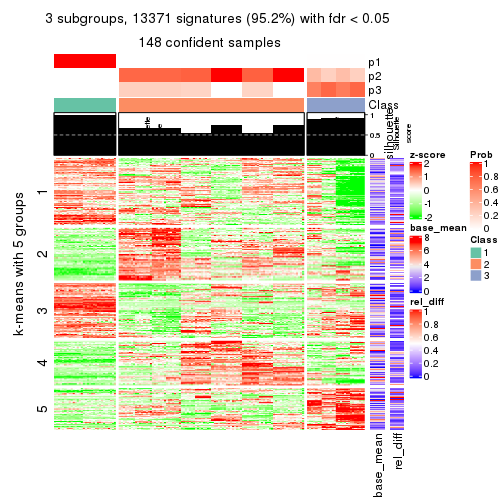 3 subgroups, 13371 signatures (95.2%) with fdr < 0.05
148 confident samples
p1
p2
p3
Class
1
0.5
0
silhouette
silhouette
score
k-means with 5 groups
1
2
3
4
5
base_mean
rel_diff
z-score
2
1
0
-1
-2
base_mean
8
6
4
2
0
rel_diff
1
0.8
0.6
0.4
0.2
0
Prob
1
0.8
0.6
0.4
0.2
0
Class
1
2
3